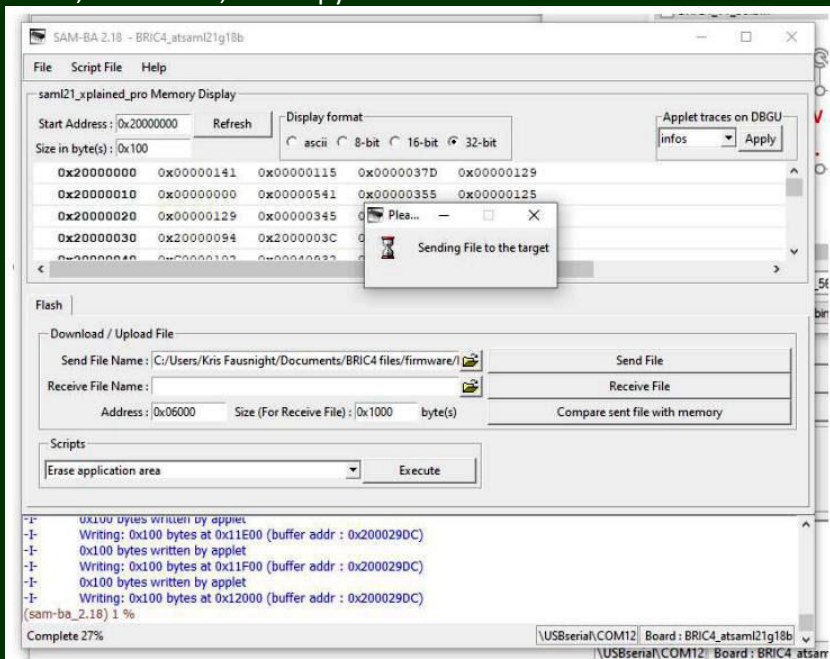 SAM-BA 2.18 - BRIC4_atsaml21g18b
File Script File Help
saml21_xplained_pro Memory Display
Start Address : 0x20000000 Refresh
Display format
ascii 8-bit 16-bit 32-bit
Applet traces on DBGU
infos Apply
Size in byte(s) : 0x100
0x20000000 0x00000141 0x00000115 0x0000037D 0x00000129
0x20000010 0x00000000 0x00000541 0x00000355 0x00000125
0x20000020 0x00000129 0x00000345
0x20000030 0x20000094 0x2000003C
Plea...
Sending File to the target
Flash
Download / Upload File
Send File Name : C:/Users/Kris Fausnight/Documents/BRIC4 files/firmware/ Send File
Receive File Name : Receive File
Address : 0x06000 Size (For Receive File) : 0x1000 byte(s) Compare sent file with memory
Scripts
Erase application area Execute
-I- 0x100 bytes written by applet
-I- Writing: 0x100 bytes at 0x11E00 (buffer addr : 0x200029DC)
-I- 0x100 bytes written by applet
-I- Writing: 0x100 bytes at 0x11F00 (buffer addr : 0x200029DC)
-I- 0x100 bytes written by applet
-I- Writing: 0x100 bytes at 0x12000 (buffer addr : 0x200029DC)
(sam-ba_2.18) 1 %
Complete 27% \USBserial\COM12 Board : BRIC4_atsaml21g18b
\USBserial\COM12 Board : BRIC4_atsam